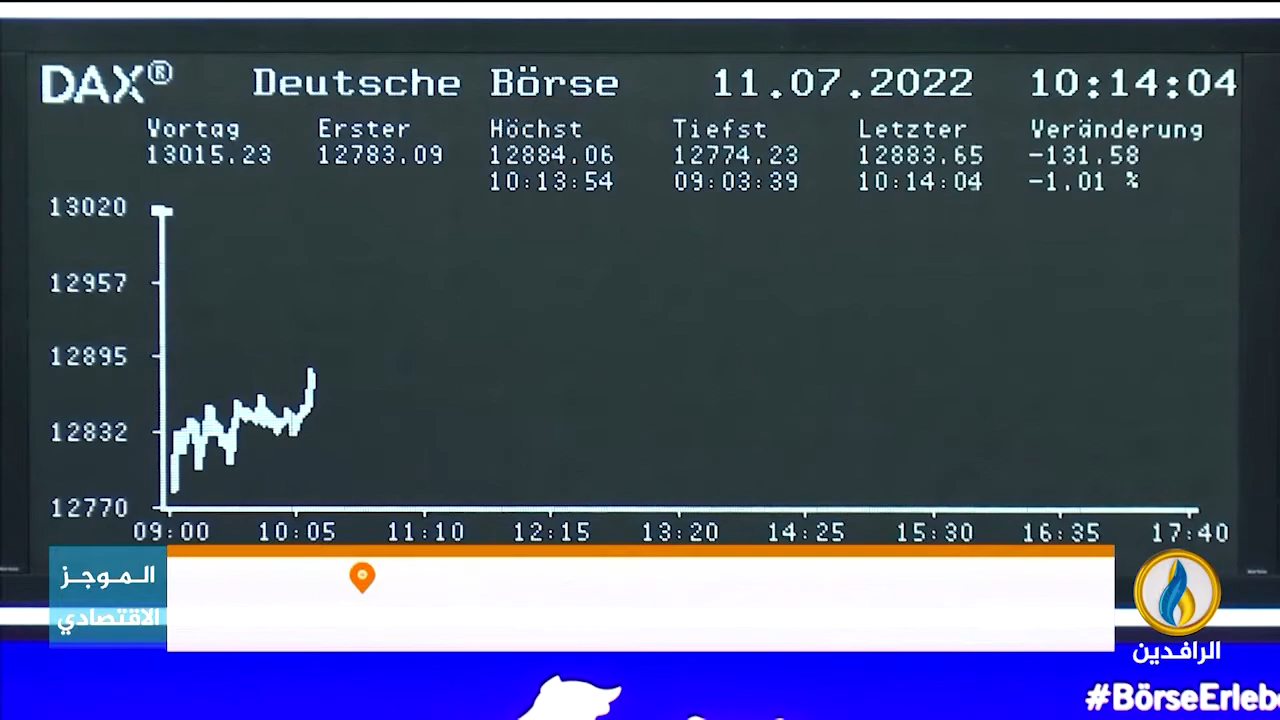 DAX® Deutsche Börse 11.07.2022 10:14:04
Vortag Erster Höchst Tiefst Letzter Veränderung
13015.23 12783.09 12884.06 12774.23 12883.65 -131.58
10:13:54 09:03:39 10:14:04 -1.01 %
13020
12957
12895
12832
12770
09:00 10:05 11:10 12:15 13:20 14:25 15:30 16:35 17:40
الموجز
الاقتصادي
الرافدين